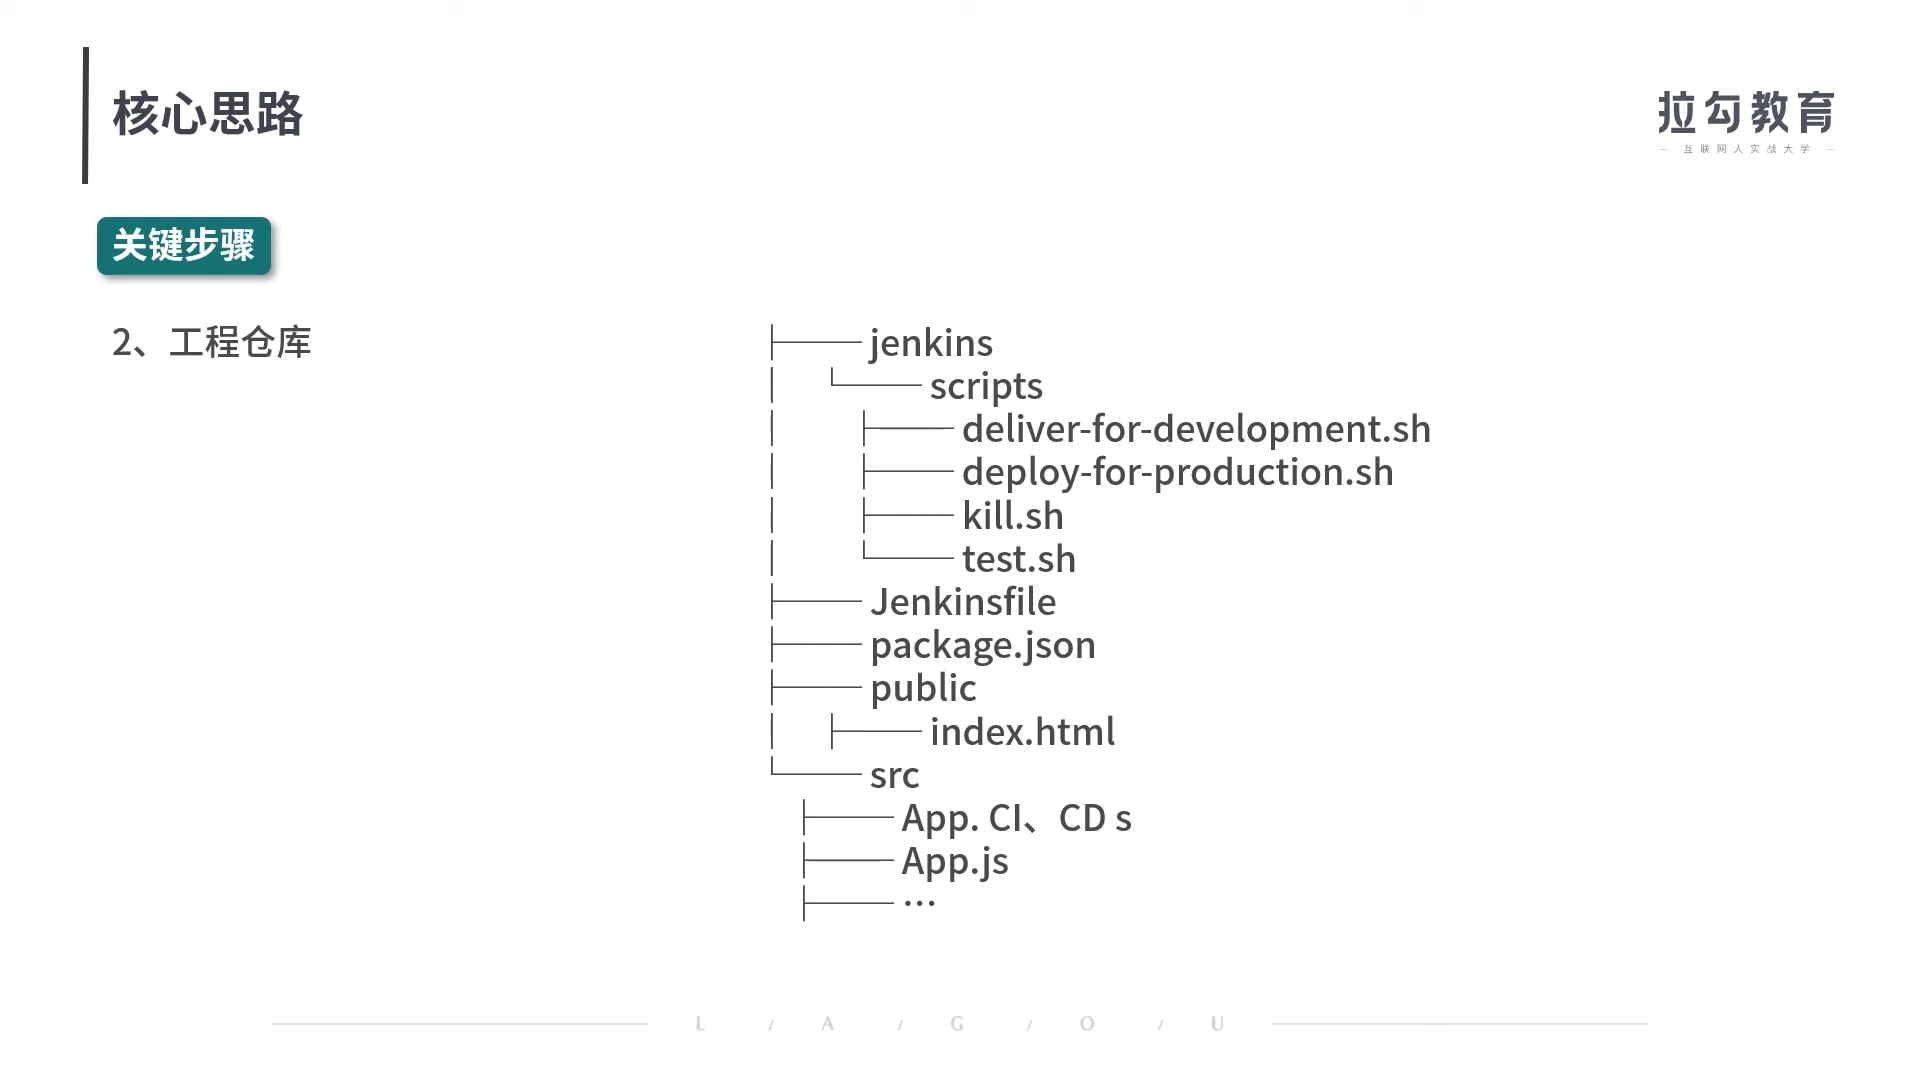 核心思路
拉勾教育
— 互联网人实战大学 —
关键步骤
2、工程仓库
├── jenkins
│ └── scripts
│ ├── deliver-for-development.sh
│ ├── deploy-for-production.sh
│ ├── kill.sh
│ └── test.sh
├── Jenkinsfile
├── package.json
├── public
│ ├── index.html
└── src
├── App. CI、CD s
├── App.js
├── …
L / A / G / O / U